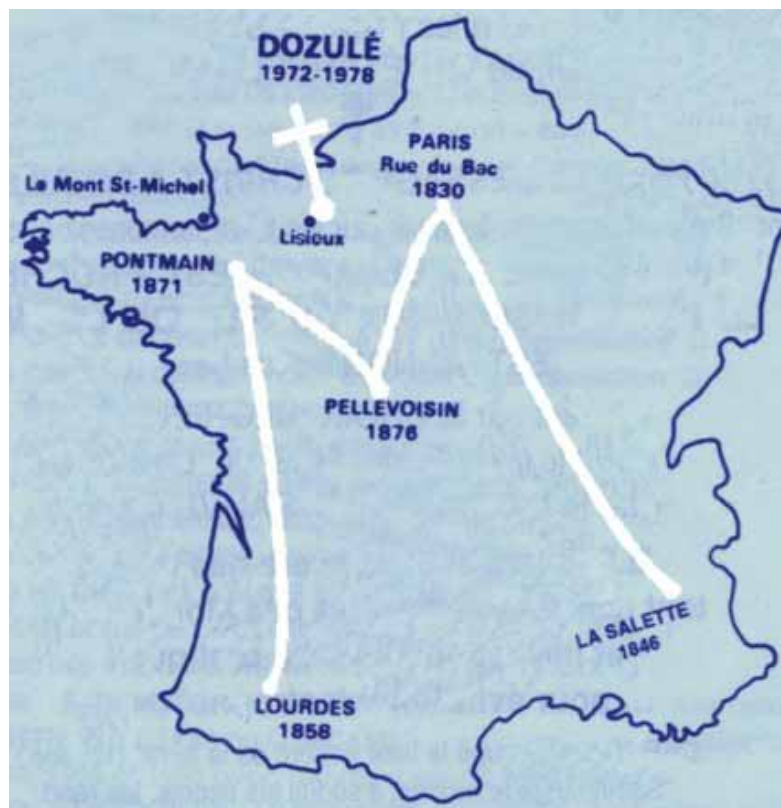 DOZULÉ
1972-1978
PARIS
Rue du Bac
1830
Le Mont St-Michel
Lisieux
PONTMAIN
1871
PELLEVOISIN
1876
LA SALETTE
1846
LOURDES
1858